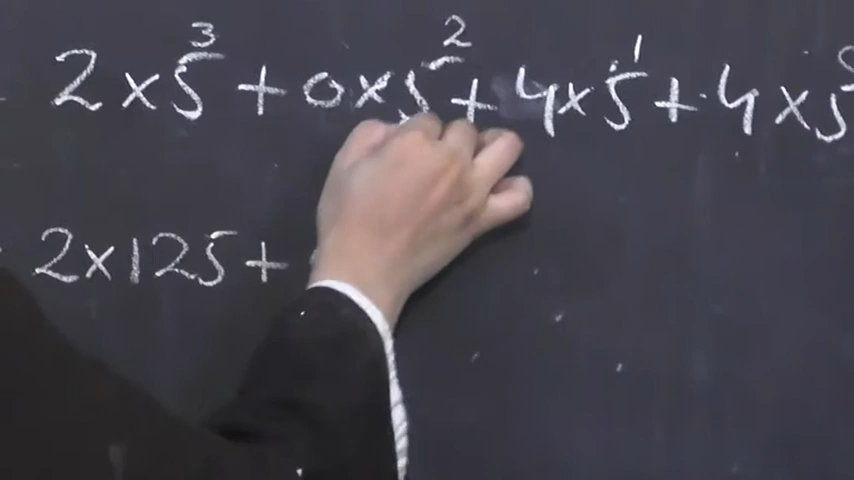 2×5³ + 0×5² + 4×5¹ + 4×5
2×125 +